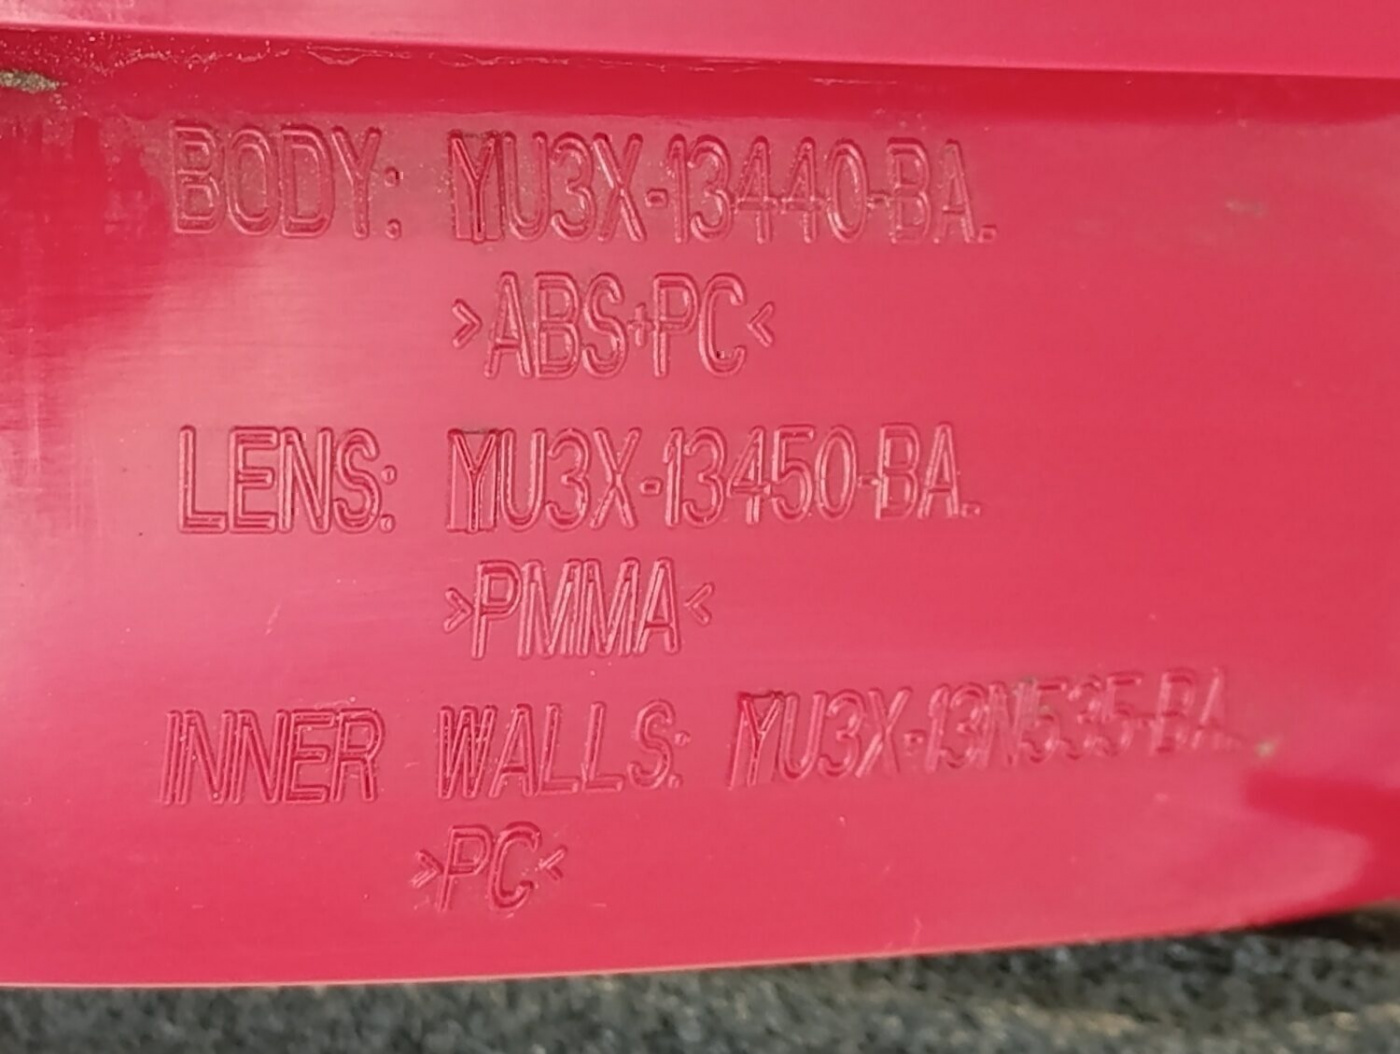 BODY: YU3X-13440-BA.
>ABS+PC<
LENS: YU3X-13450-BA.
>PMMA<
INNER WALLS: YU3X-13N535-BA.
>PC<